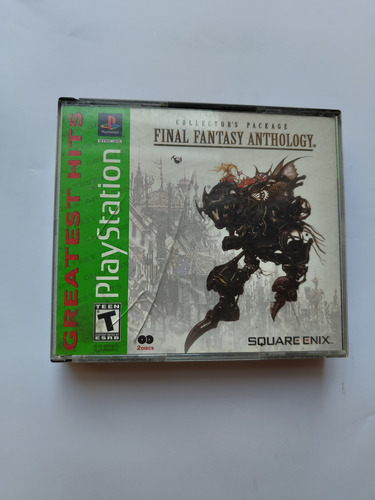 GREATEST HITS
PlayStation
COLLECTOR'S PACKAGE
FINAL FANTASY ANTHOLOGY®
TEEN
T
ESRB
2 DISCS
SQUARE ENIX